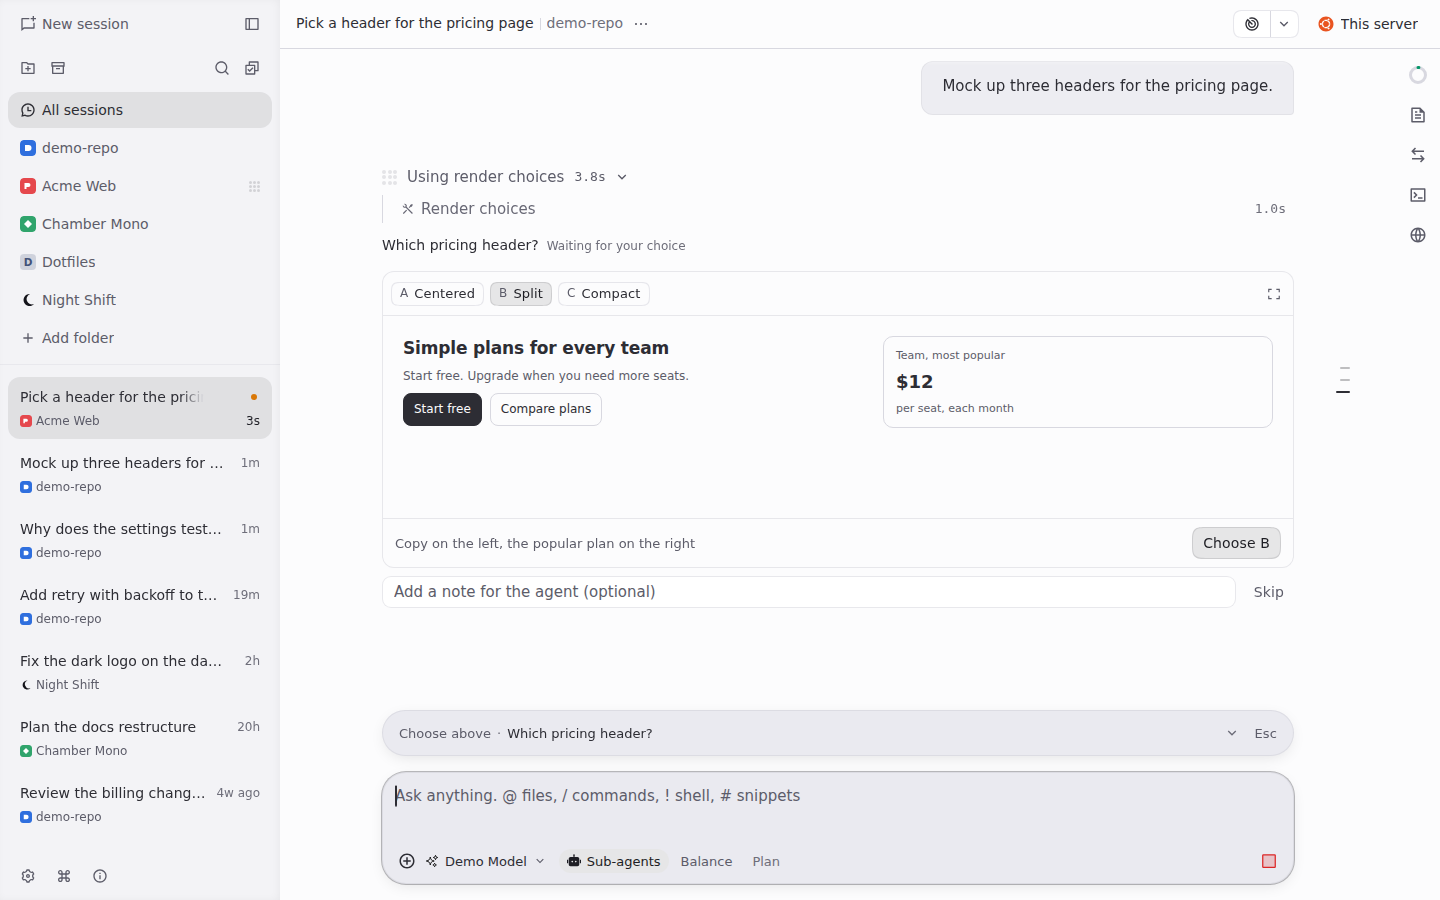 New session
All sessions
demo-repo
Acme Web
Chamber Mono
D Dotfiles
Night Shift
Add folder
Pick a header for the prici
Acme Web 3s
Mock up three headers for ... 1m
demo-repo
Why does the settings test... 1m
demo-repo
Add retry with backoff to t... 19m
demo-repo
Fix the dark logo on the da... 2h
Night Shift
Plan the docs restructure 20h
Chamber Mono
Review the billing chang... 4w ago
demo-repo
Pick a header for the pricing page demo-repo ...
This server
Mock up three headers for the pricing page.
Using render choices 3.8s
Render choices 1.0s
Which pricing header? Waiting for your choice
A Centered B Split C Compact
Simple plans for every team
Start free. Upgrade when you need more seats.
Start free Compare plans
Team, most popular
$12
per seat, each month
Copy on the left, the popular plan on the right Choose B
Add a note for the agent (optional) Skip
Choose above · Which pricing header? Esc
Ask anything. @ files, / commands, ! shell, # snippets
Demo Model Sub-agents Balance Plan